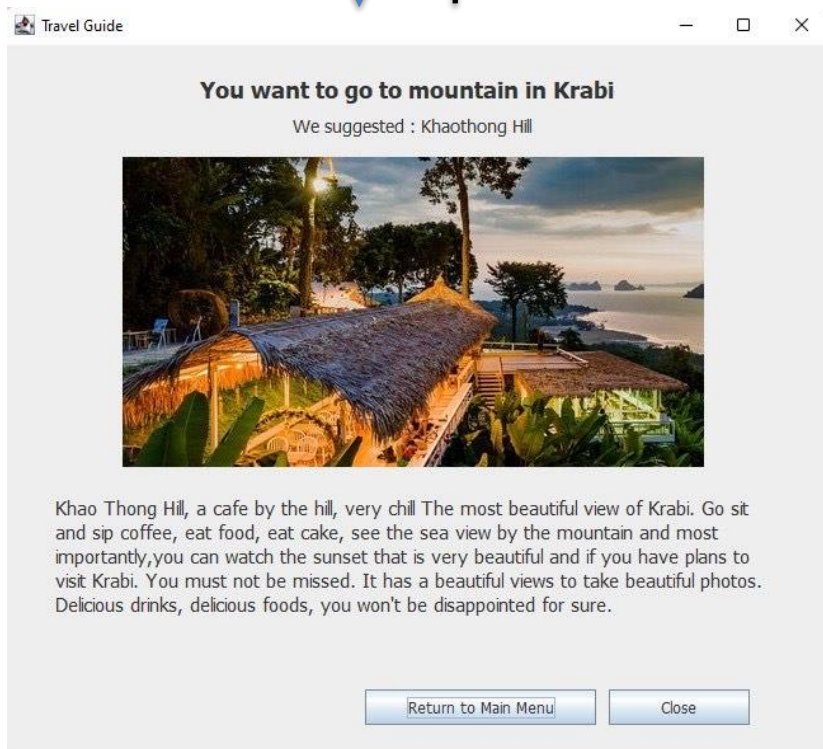 Travel Guide
You want to go to mountain in Krabi
We suggested : Khaothong Hill
Khao Thong Hill, a cafe by the hill, very chill The most beautiful view of Krabi. Go sit
and sip coffee, eat food, eat cake, see the sea view by the mountain and most
importantly,you can watch the sunset that is very beautiful and if you have plans to
visit Krabi. You must not be missed. It has a beautiful views to take beautiful photos.
Delicious drinks, delicious foods, you won't be disappointed for sure.
Return to Main Menu
Close